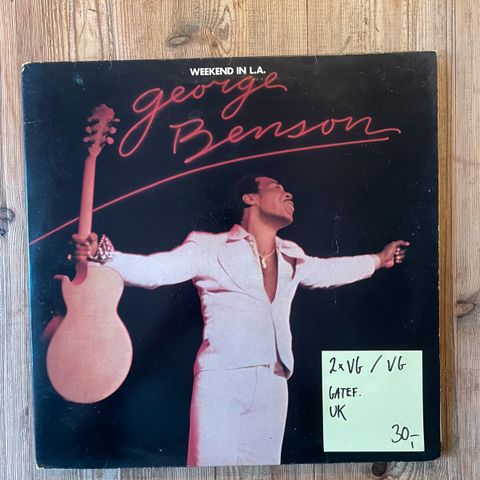 WEEKEND IN L.A.
george
Benson
2xVG / VG
GATEF.
UK
30,-